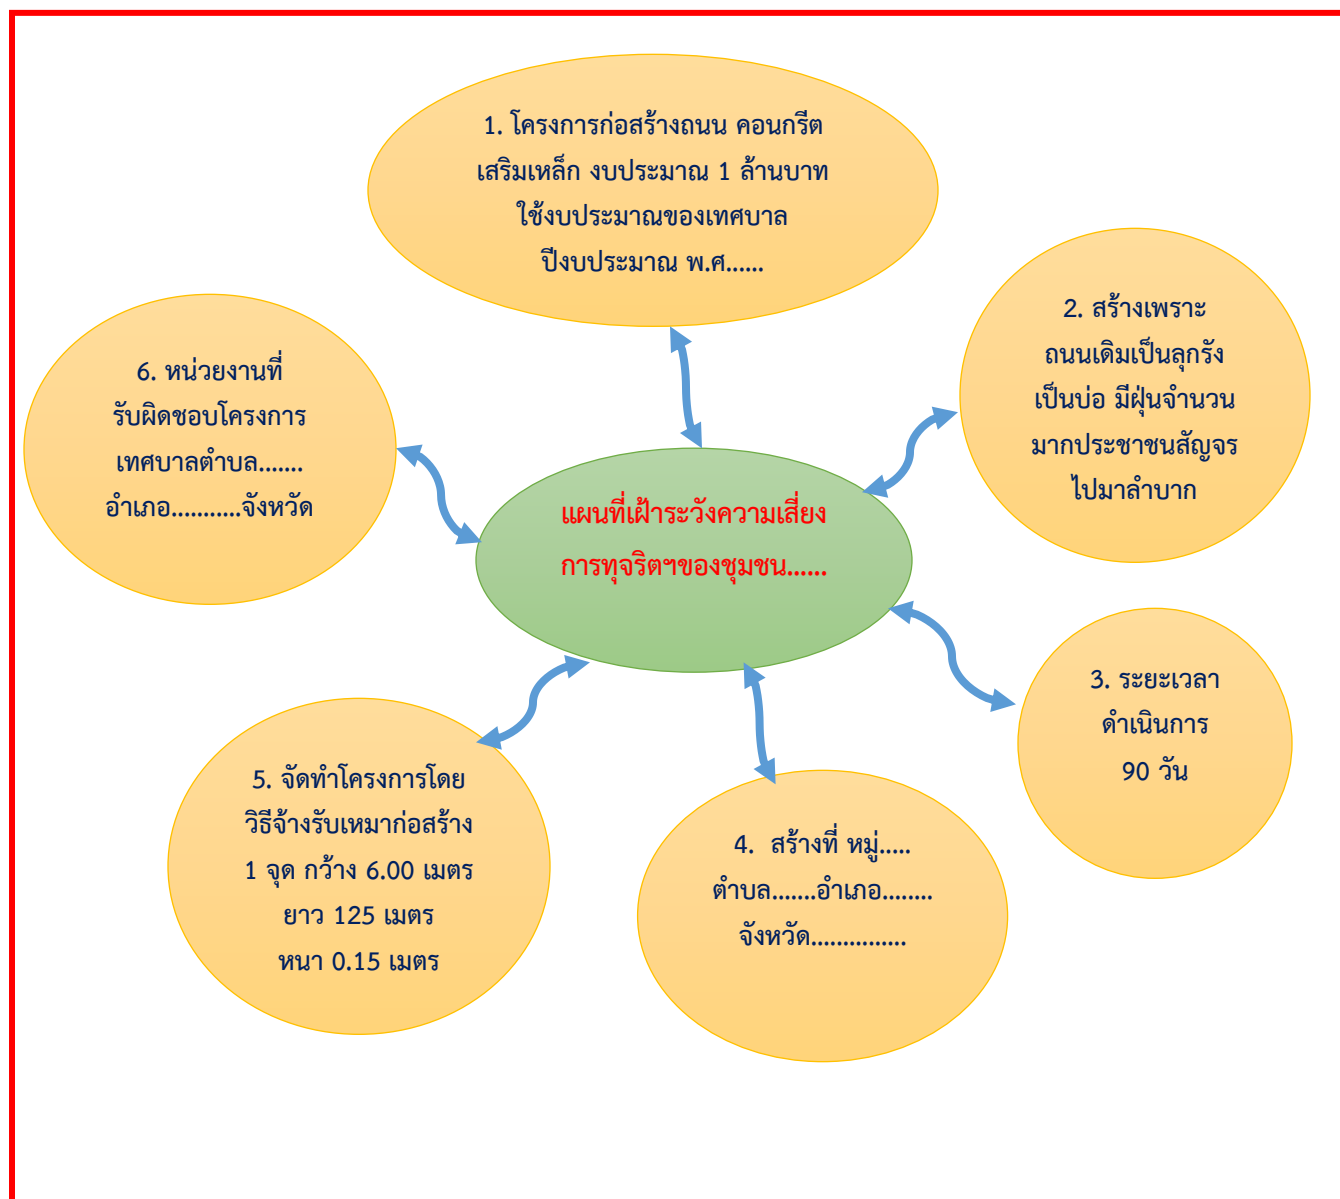 1. โครงการก่อสร้างถนน คอนกรีต
เสริมเหล็ก งบประมาณ 1 ล้านบาท
ใช้งบประมาณของเทศบาล
ปีงบประมาณ พ.ศ......
2. สร้างเพราะ
ถนนเดิมเป็นลุกรัง
เป็นบ่อ มีฝุ่นจำนวน
มากประชาชนสัญจร
ไปมาลำบาก
6. หน่วยงานที่
รับผิดชอบโครงการ
เทศบาลตำบล.......
อำเภอ...........จังหวัด
แผนที่เฝ้าระวังความเสี่ยง
การทุจริตฯของชุมชน......
3. ระยะเวลา
ดำเนินการ
90 วัน
5. จัดทำโครงการโดย
วิธีจ้างรับเหมาก่อสร้าง
1 จุด กว้าง 6.00 เมตร
ยาว 125 เมตร
หนา 0.15 เมตร
4. สร้างที่ หมู่.....
ตำบล.......อำเภอ........
จังหวัด...............